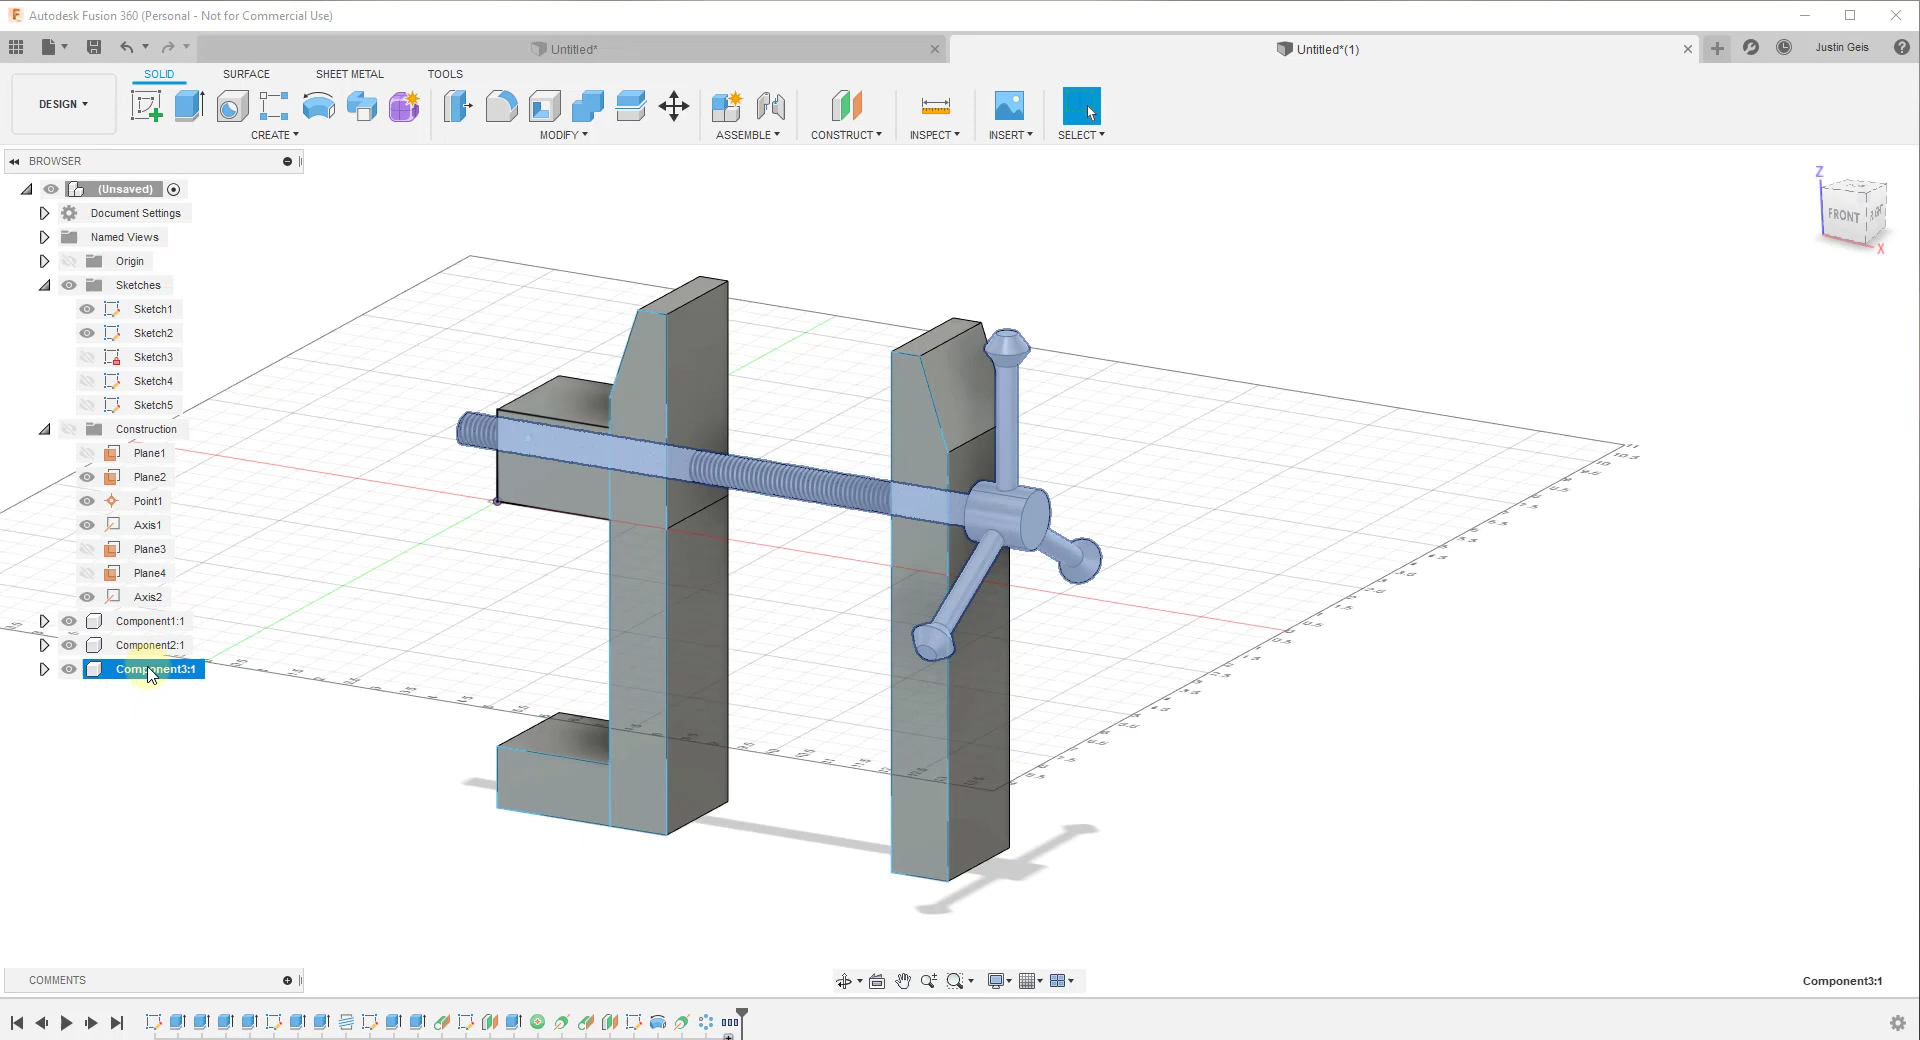 Autodesk Fusion 360 (Personal - Not for Commercial Use)
Untitled*
Untitled*(1)
Justin Geis
SOLID
SURFACE
SHEET METAL
TOOLS
DESIGN
CREATE
MODIFY
ASSEMBLE
CONSTRUCT
INSPECT
INSERT
SELECT
BROWSER
(Unsaved)
Document Settings
Named Views
Origin
Sketches
Sketch1
Sketch2
Sketch3
Sketch4
Sketch5
Construction
Plane1
Plane2
Point1
Axis1
Plane3
Plane4
Axis2
Component1:1
Component2:1
Component3:1
Z
FRONT
RIGHT
X
COMMENTS
Component3:1